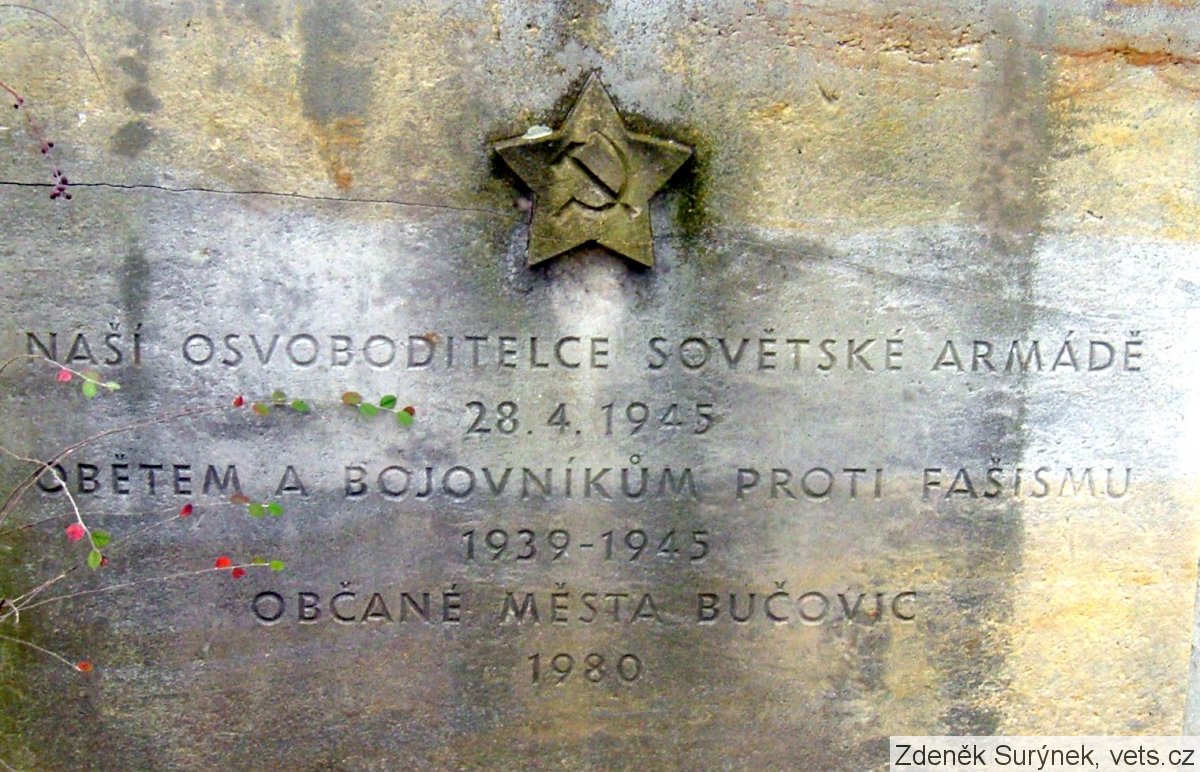 NAŠÍ OSVOBODITELCE SOVĚTSKÉ ARMÁDĚ
28.4.1945
OBĚTEM A BOJOVNÍKŮM PROTI FAŠISMU
1939-1945
OBČANÉ MĚSTA BUČOVIC
1980
Zdeněk Surýnek, vets.cz